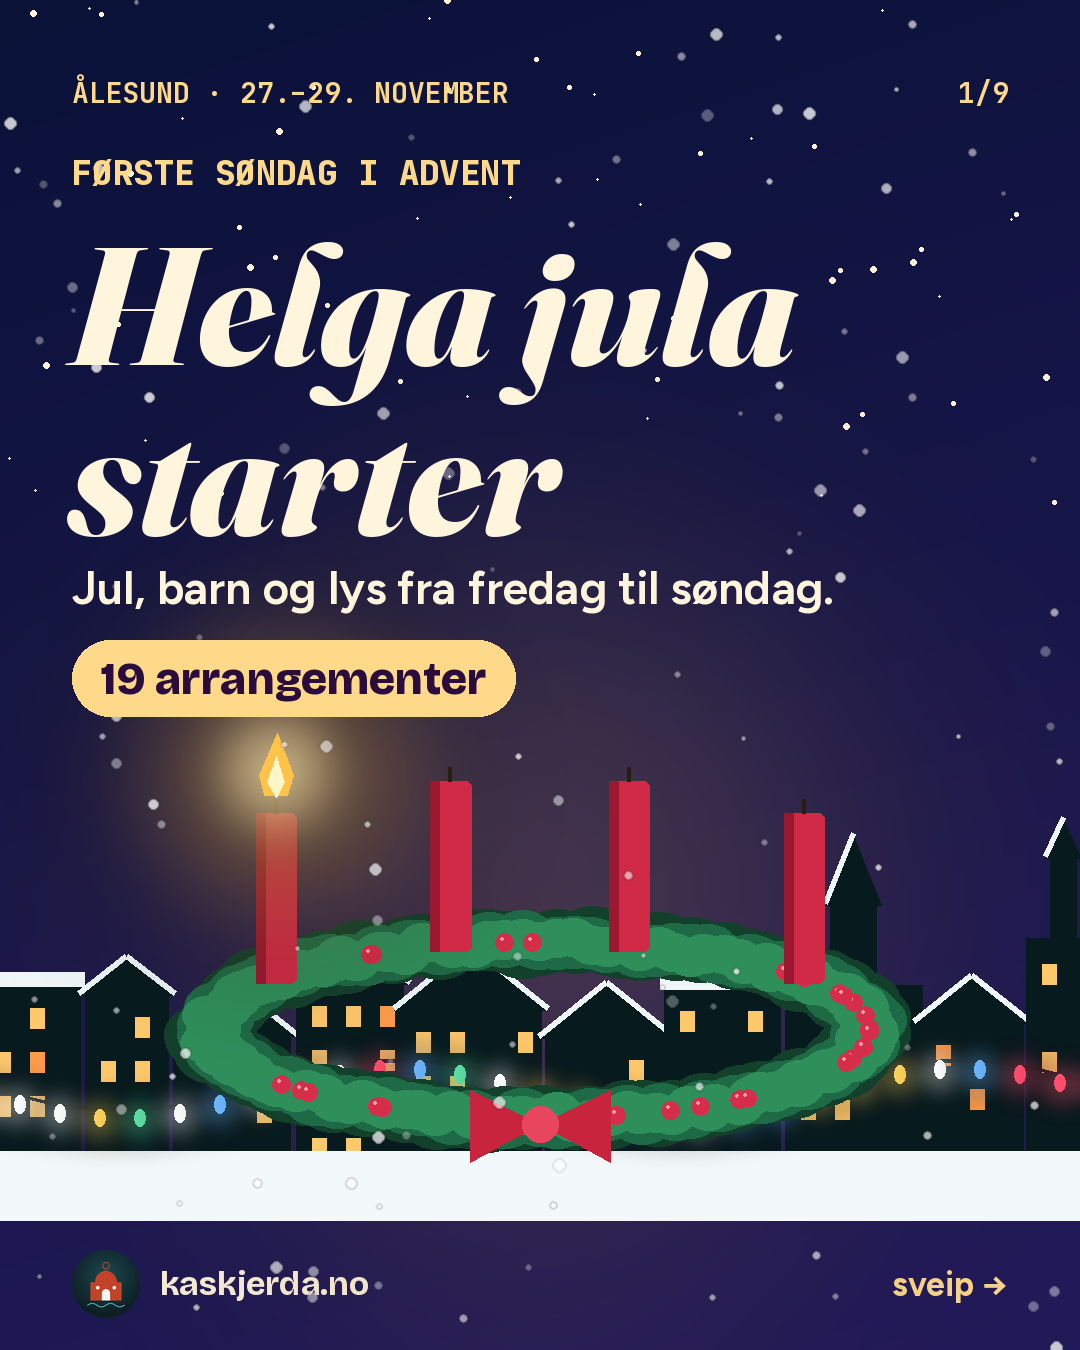 ÅLESUND · 27.–29. NOVEMBER
1/9
FØRSTE SØNDAG I ADVENT
Helga jula
starter
Jul, barn og lys fra fredag til søndag.
19 arrangementer
kaskjerda.no
sveip →